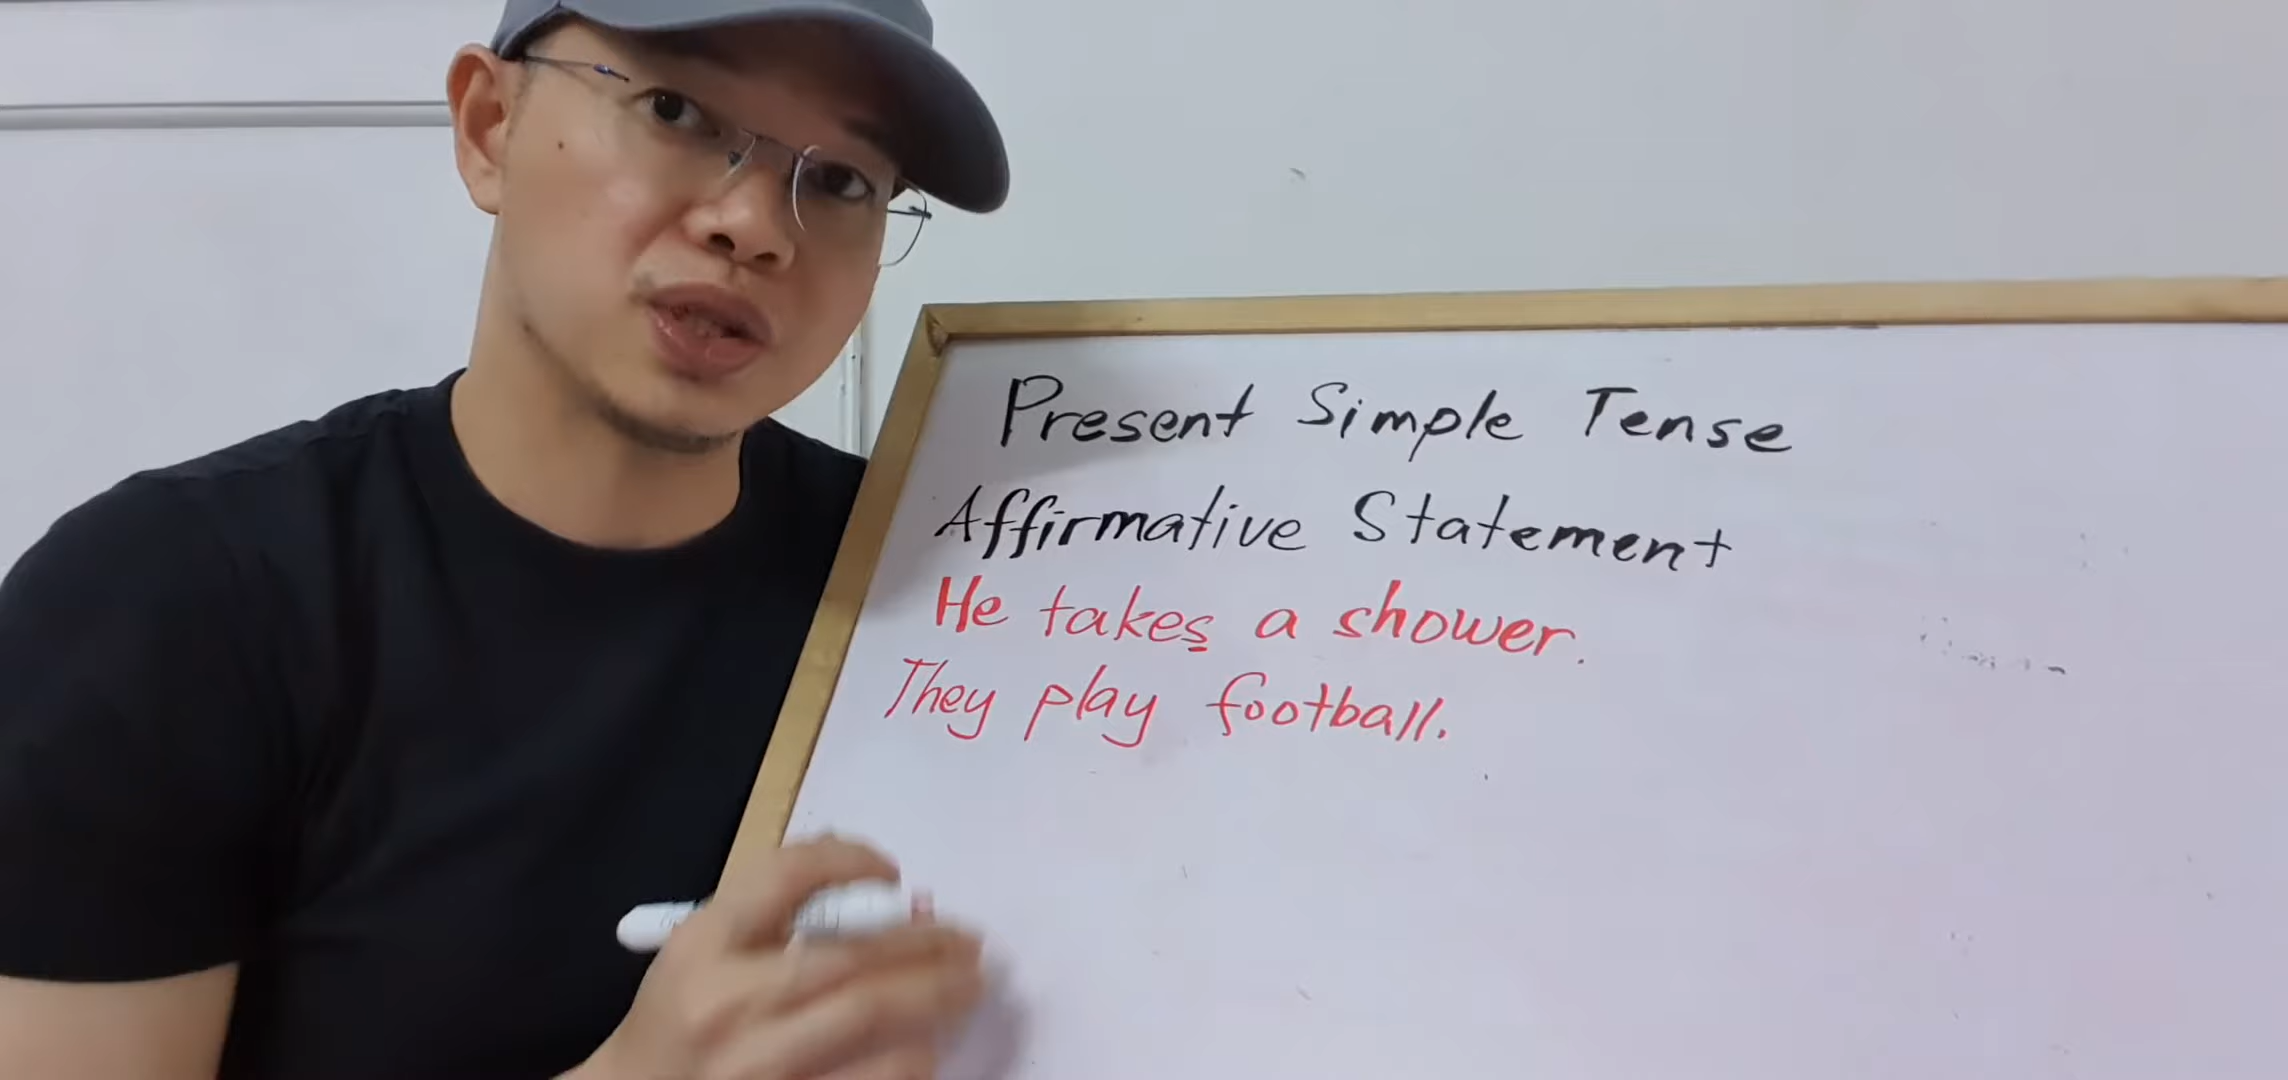 Present Simple Tense
Affirmative Statement
He takes a shower.
They play football.